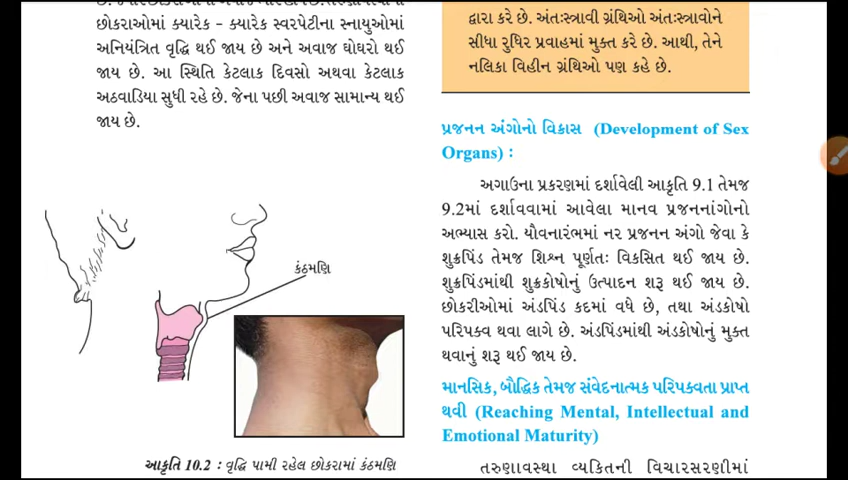 છોકરાઓમાં ક્યારેક - ક્યારેક સ્વરપેટીના સ્નાયુઓમાં
અનિયંત્રિત વૃદ્ધિ થઈ જાય છે અને અવાજ ઘોઘરો થઈ
જાય છે. આ સ્થિતિ કેટલાક દિવસો અથવા કેટલાક
અઠવાડિયા સુધી રહે છે. જેના પછી અવાજ સામાન્ય થઈ
જાય છે.
કંઠમણિ
આકૃતિ 10.2 : વૃદ્ધિ પામી રહેલ છોકરામાં કંઠમણિ
દ્વારા કરે છે. અંતઃસ્ત્રાવી ગ્રંથિઓ અંતઃસ્ત્રાવોને
સીધા રુધિર પ્રવાહમાં મુક્ત કરે છે. આથી, તેને
નલિકા વિહીન ગ્રંથિઓ પણ કહે છે.
પ્રજનન અંગોનો વિકાસ (Development of Sex
Organs) :
અગાઉના પ્રકરણમાં દર્શાવેલી આકૃતિ 9.1 તેમજ
9.2માં દર્શાવવામાં આવેલા માનવ પ્રજનનાંગોનો
અભ્યાસ કરો. યૌવનારંભમાં નર પ્રજનન અંગો જેવા કે
શુક્રપિંડ તેમજ શિશ્ન પૂર્ણતઃ વિકસિત થઈ જાય છે.
શુક્રપિંડમાંથી શુક્રકોષોનું ઉત્પાદન શરૂ થઈ જાય છે.
છોકરીઓમાં અંડપિંડ કદમાં વધે છે, તથા અંડકોષો
પરિપક્વ થવા લાગે છે. અંડપિંડમાંથી અંડકોષોનું મુક્ત
થવાનું શરૂ થઈ જાય છે.
માનસિક, બૌદ્ધિક તેમજ સંવેદનાત્મક પરિપક્વતા પ્રાપ્ત
થવી (Reaching Mental, Intellectual and
Emotional Maturity)
તરુણાવસ્થા વ્યક્તિની વિચારસરણીમાં